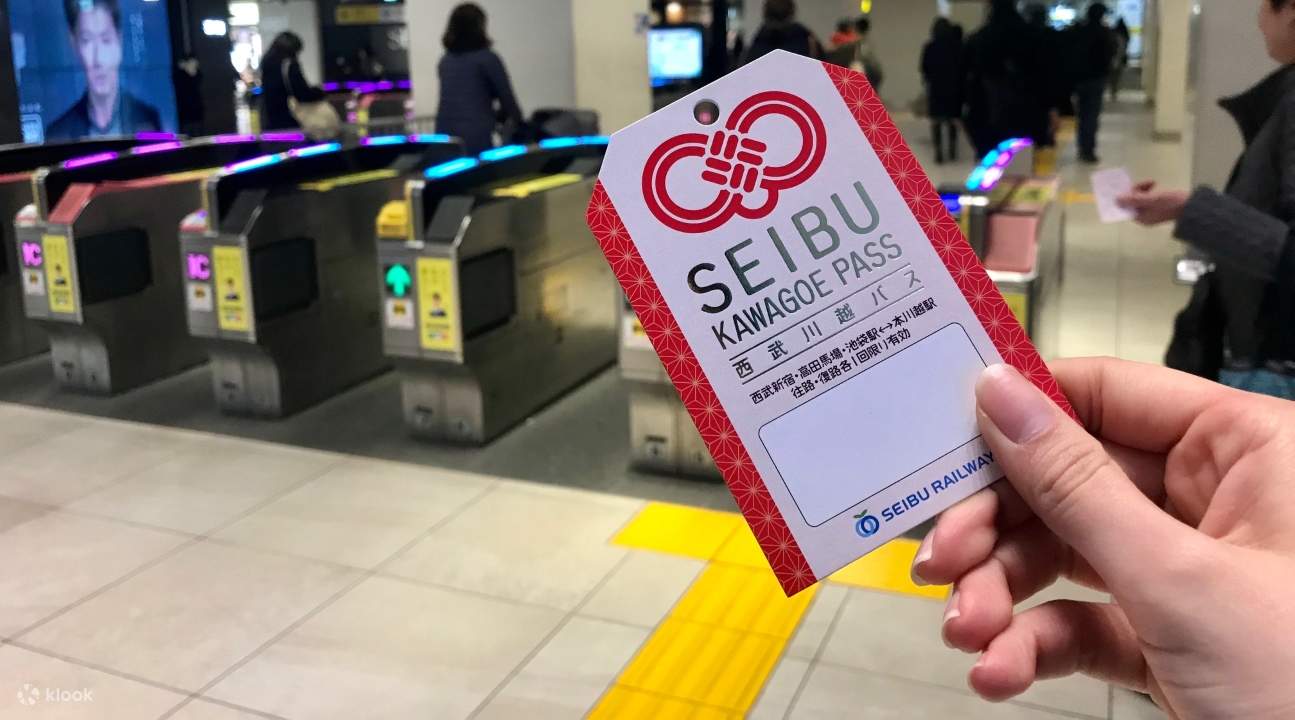 SEIBU
KAWAGOE PASS
西武川越パス
西武新宿・高田馬場・池袋駅↔本川越駅
往路・復路各1回限り有効
SEIBU RAILWAY
IC
IC
klook